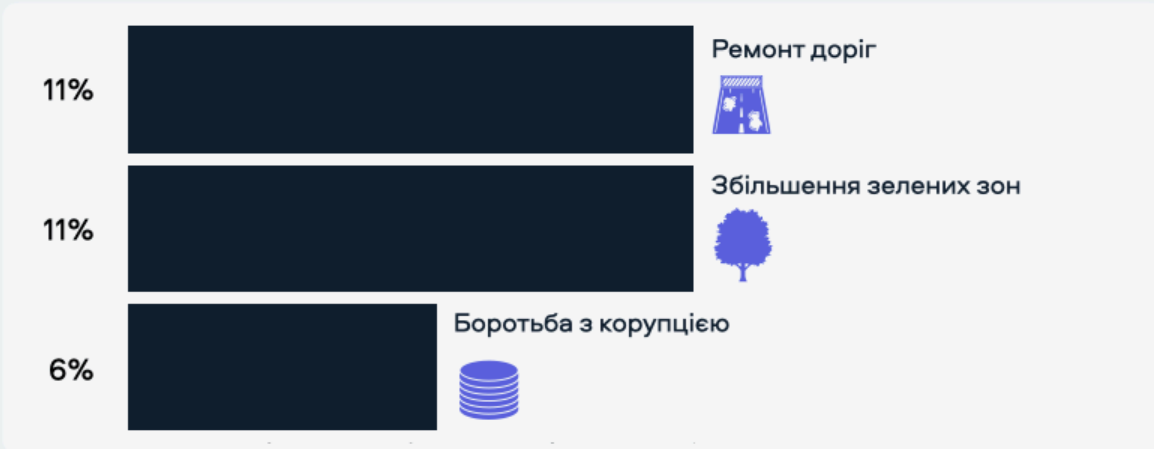 11%
Ремонт доріг
11%
Збільшення зелених зон
6%
Боротьба з корупцією